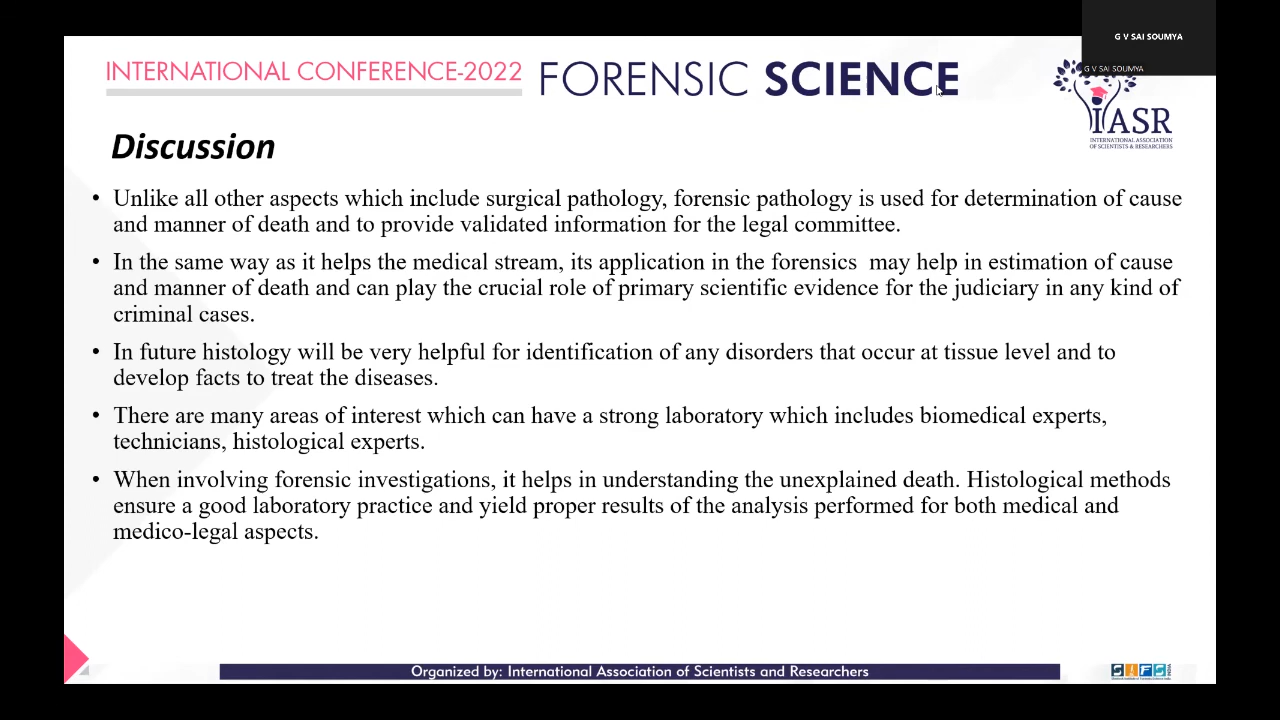 G V SAI SOUMYA
G V SAI SOUMYA
INTERNATIONAL CONFERENCE-2022 FORENSIC SCIENCE
IASR
INTERNATIONAL ASSOCIATION
OF SCIENTISTS & RESEARCHERS
Discussion
• Unlike all other aspects which include surgical pathology, forensic pathology is used for determination of cause
and manner of death and to provide validated information for the legal committee.
• In the same way as it helps the medical stream, its application in the forensics may help in estimation of cause
and manner of death and can play the crucial role of primary scientific evidence for the judiciary in any kind of
criminal cases.
• In future histology will be very helpful for identification of any disorders that occur at tissue level and to
develop facts to treat the diseases.
• There are many areas of interest which can have a strong laboratory which includes biomedical experts,
technicians, histological experts.
• When involving forensic investigations, it helps in understanding the unexplained death. Histological methods
ensure a good laboratory practice and yield proper results of the analysis performed for both medical and
medico-legal aspects.
Organized by: International Association of Scientists and Researchers
SIFS